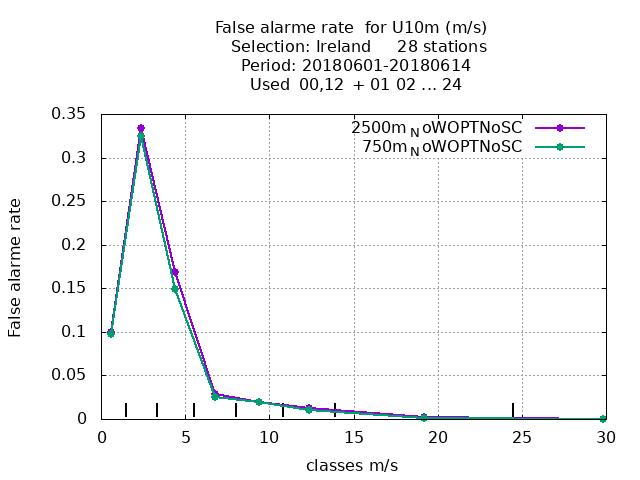 False alarme rate  for U10m (m/s)
Selection: Ireland     28 stations
Period: 20180601-20180614
Used  00,12  + 01 02 ... 24
0.35
0.3
0.25
0.2
0.15
0.1
0.05
0
False alarme rate
2500m_NoWOPTNoSC
750m_NoWOPTNoSC
0 5 10 15 20 25 30
classes m/s